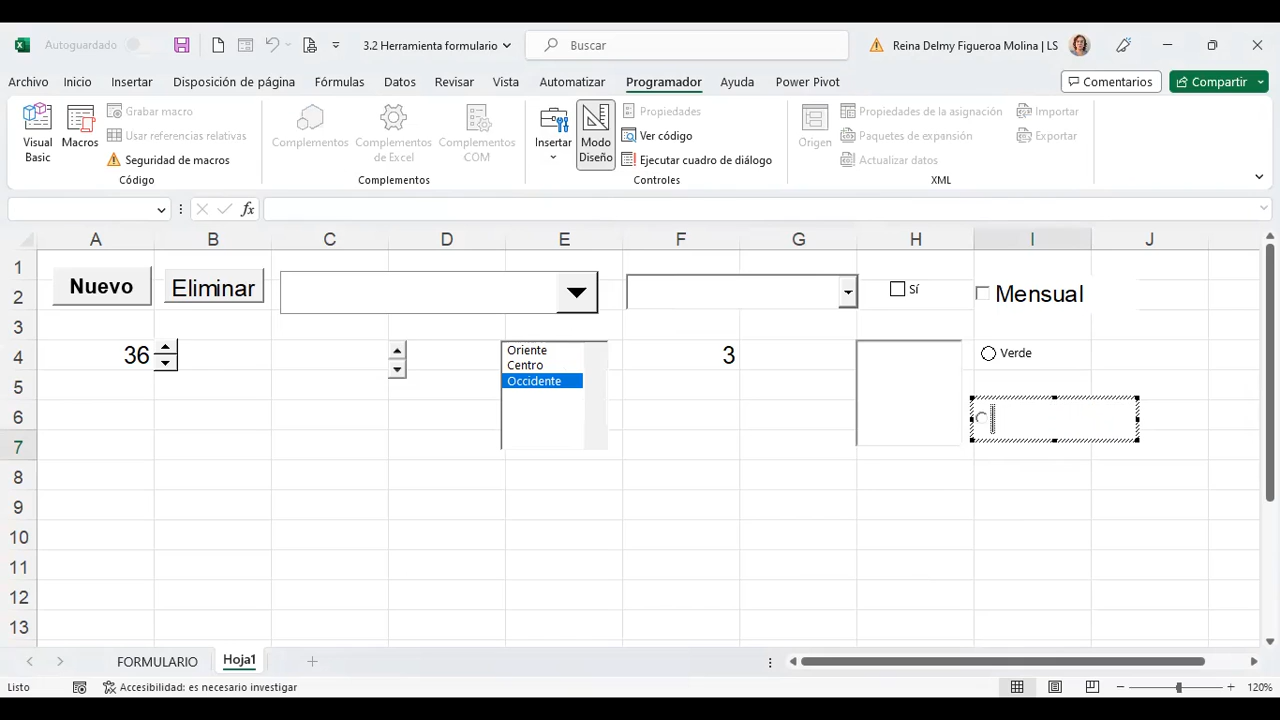 Autoguardado
3.2 Herramienta formulario
Buscar
Reina Delmy Figueroa Molina | LS
Archivo Inicio Insertar Disposición de página Fórmulas Datos Revisar Vista Automatizar Programador Ayuda Power Pivot Comentarios Compartir
Visual Basic
Macros
Grabar macro
Usar referencias relativas
Seguridad de macros
Código
Complementos
Complementos de Excel
Complementos COM
Complementos
Insertar
Modo Diseño
Propiedades
Ver código
Ejecutar cuadro de diálogo
Controles
Origen
Propiedades de la asignación
Paquetes de expansión
Actualizar datos
Importar
Exportar
XML
fx
A B C D E F G H I J
1
Nuevo Eliminar Sí Mensual
2
3
4 36 3 Verde
Oriente
Centro
Occidente
5
6
7
8
9
10
11
12
13
FORMULARIO Hoja1
Listo Accesibilidad: es necesario investigar 120%